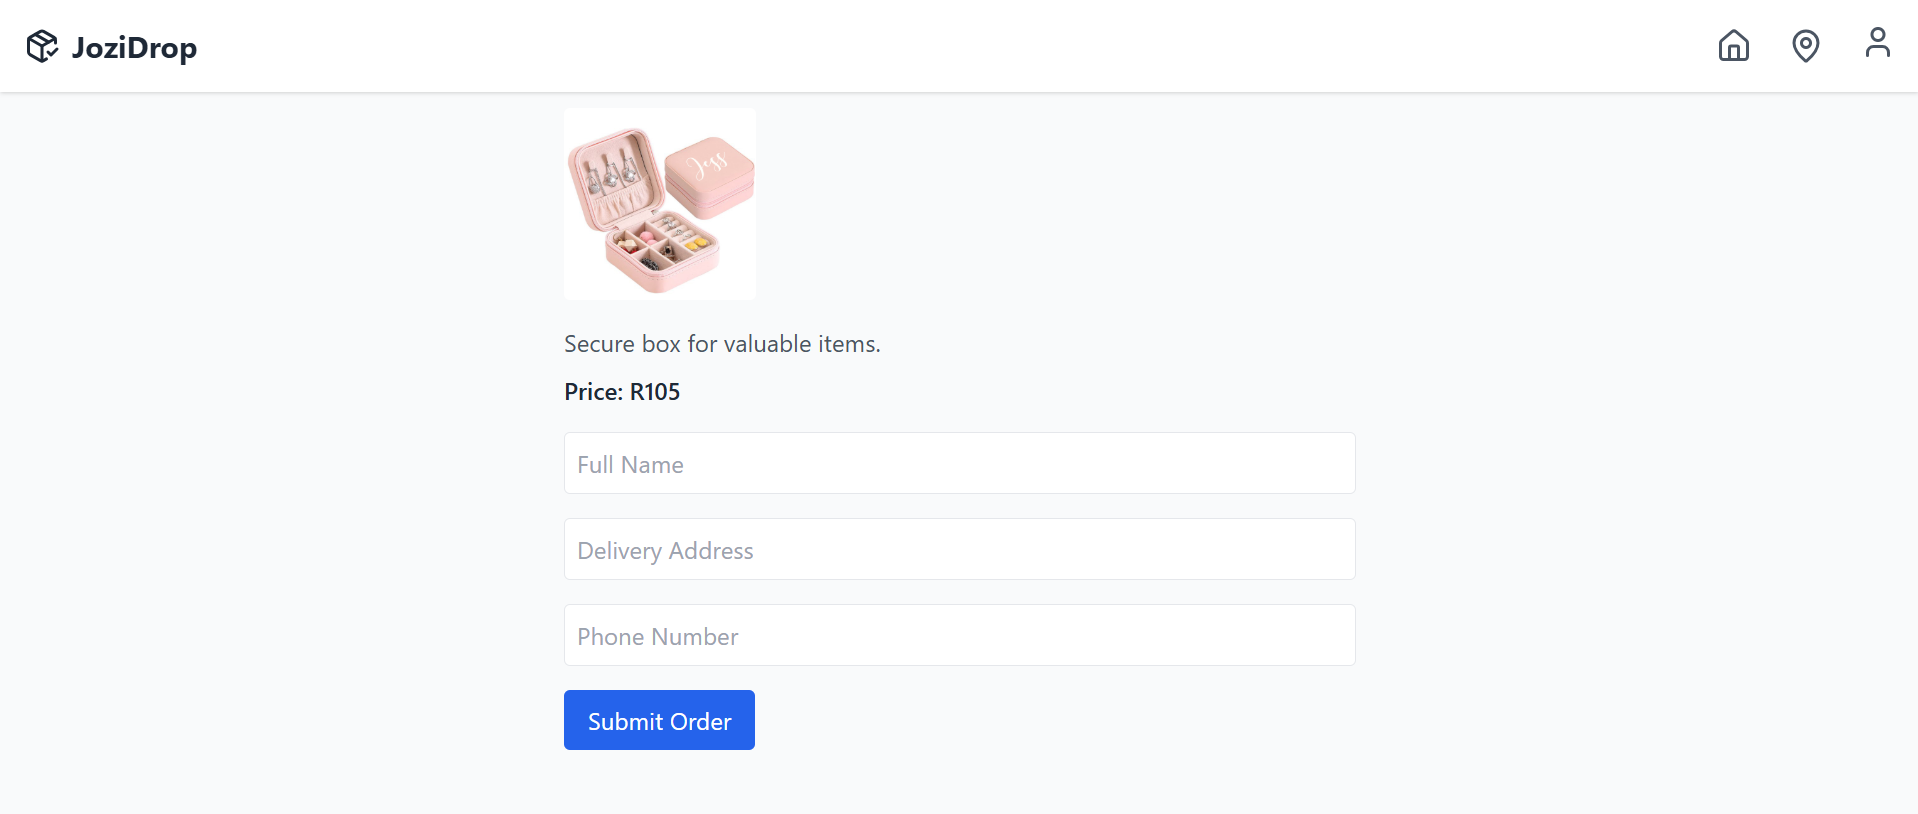 JoziDrop
Jess
Secure box for valuable items.
Price: R105
Full Name
Delivery Address
Phone Number
Submit Order